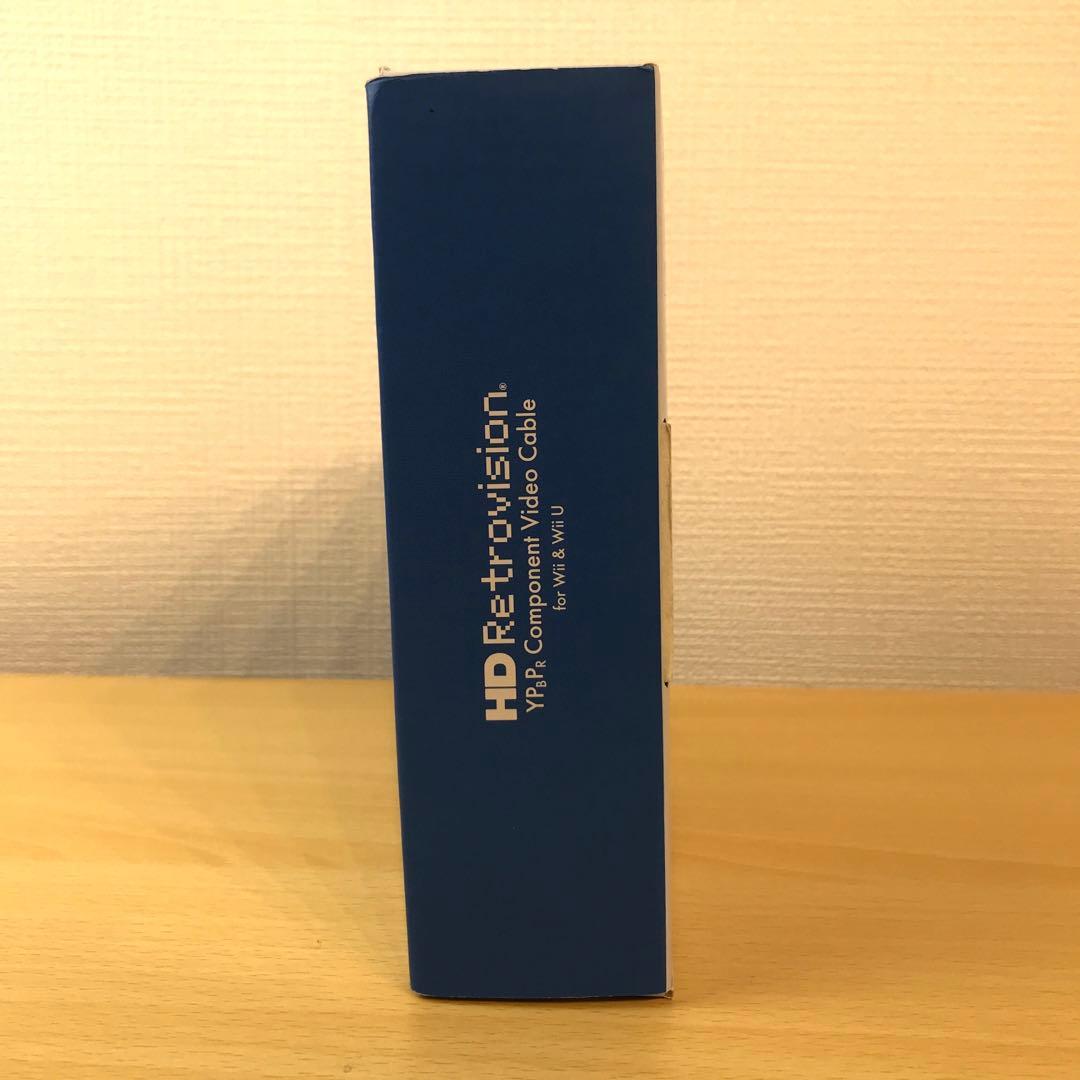 HD Retrovision®
YPBPR Component Video Cable
for Wii & Wii U